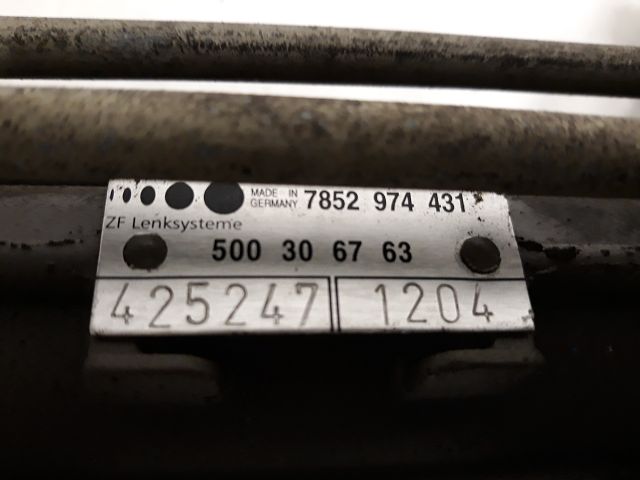 MADE IN
GERMANY
7852 974 431
ZF Lenksysteme
500 30 67 63
425247 1204